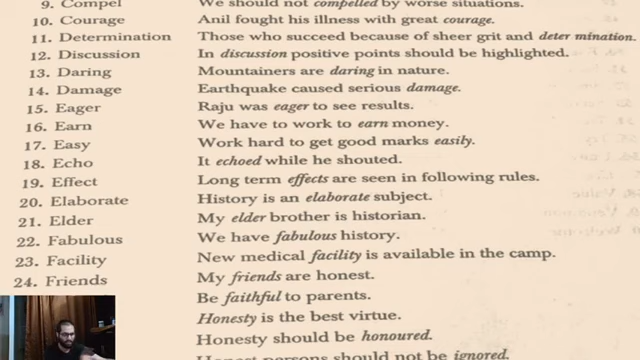 9. Compel We should not compelled by worse situations.
10. Courage Anil fought his illness with great courage.
11. Determination Those who succeed because of sheer grit and deter mination.
12. Discussion In discussion positive points should be highlighted.
13. Daring Mountainers are daring in nature.
14. Damage Earthquake caused serious damage.
15. Eager Raju was eager to see results.
16. Earn We have to work to earn money.
17. Easy Work hard to get good marks easily.
18. Echo It echoed while he shouted.
19. Effect Long term effects are seen in following rules.
20. Elaborate History is an elaborate subject.
21. Elder My elder brother is historian.
22. Fabulous We have fabulous history.
23. Facility New medical facility is available in the camp.
24. Friends My friends are honest.
Be faithful to parents.
Honesty is the best virtue.
Honesty should be honoured.
Honest persons should not be ignored.